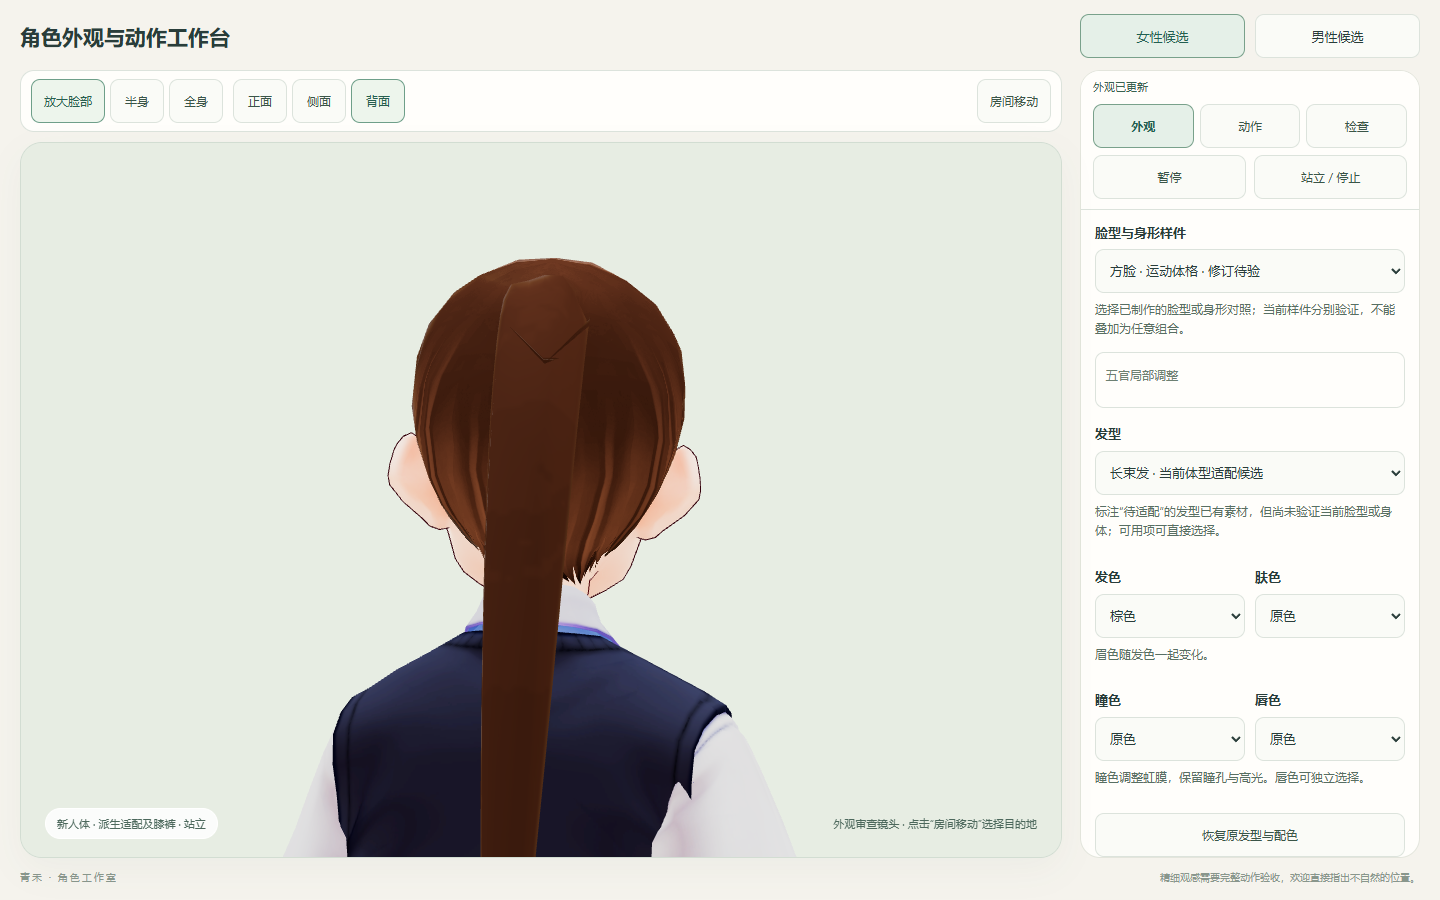 角色外观与动作工作台
女性候选
男性候选
放大脸部
半身
全身
正面
侧面
背面
房间移动
外观已更新
外观
动作
检查
暂停
站立 / 停止
脸型与身形样件
方脸 · 运动体格 · 修订待验
选择已制作的脸型或身形对照；当前样件分别验证，不能
叠加为任意组合。
五官局部调整
发型
长束发 · 当前体型适配候选
标注“待适配”的发型已有素材，但尚未验证当前脸型或身
体；可用项可直接选择。
发色
肤色
棕色
原色
眉色随发色一起变化。
瞳色
唇色
原色
原色
瞳色调整虹膜，保留瞳孔与高光。唇色可独立选择。
恢复原发型与配色
新人体 · 派生适配及膝裤 · 站立
外观审查镜头 · 点击“房间移动”选择目的地
青禾 · 角色工作室
精细观感需要完整动作验收，欢迎直接指出不自然的位置。